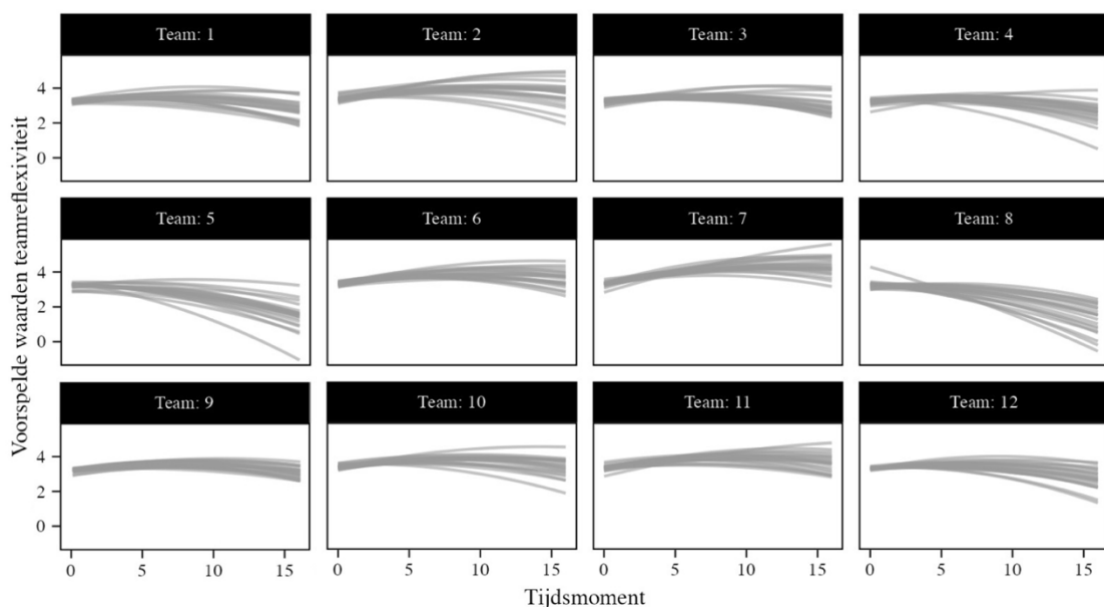 Team: 1
Team: 2
Team: 3
Team: 4
4
2
0
Team: 5
Team: 6
Team: 7
Team: 8
4
2
0
Team: 9
Team: 10
Team: 11
Team: 12
4
2
0
0 5 10 15
0 5 10 15
0 5 10 15
0 5 10 15
Tijdsmoment
Voorspelde waarden teamreflexiviteit